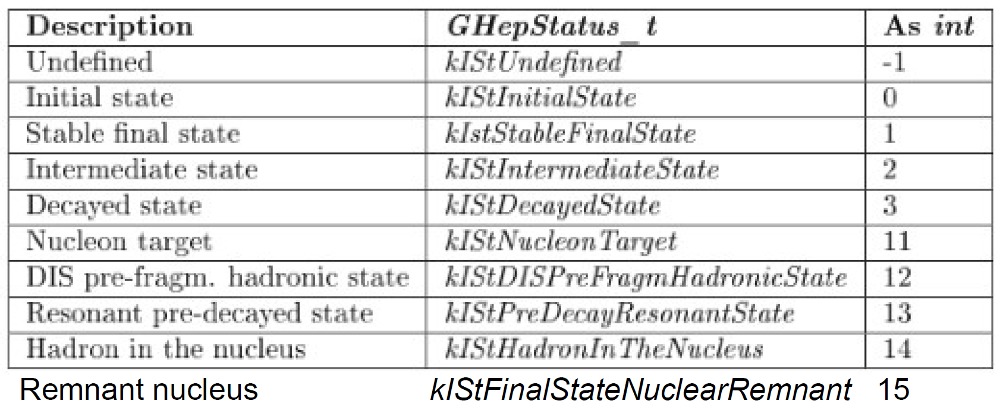 Description GHepStatus_t As int
Undefined kIStUndefined -1
Initial state kIStInitialState 0
Stable final state kIstStableFinalState 1
Intermediate state kIStIntermediateState 2
Decayed state kIStDecayedState 3
Nucleon target kIStNucleonTarget 11
DIS pre-fragm. hadronic state kIStDISPreFragmHadronicState 12
Resonant pre-decayed state kIStPreDecayResonantState 13
Hadron in the nucleus kIStHadronInTheNucleus 14
Remnant nucleus kIStFinalStateNuclearRemnant 15